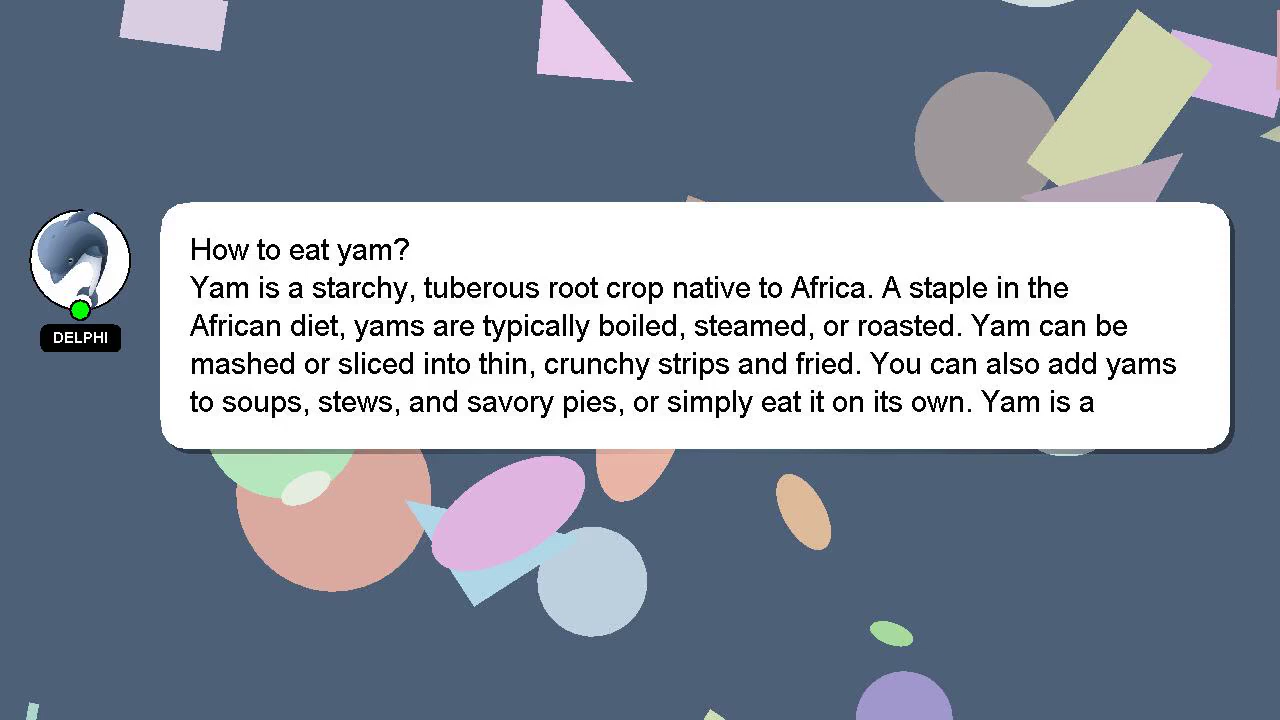 How to eat yam?
Yam is a starchy, tuberous root crop native to Africa. A staple in the
African diet, yams are typically boiled, steamed, or roasted. Yam can be
mashed or sliced into thin, crunchy strips and fried. You can also add yams
to soups, stews, and savory pies, or simply eat it on its own. Yam is a
DELPHI